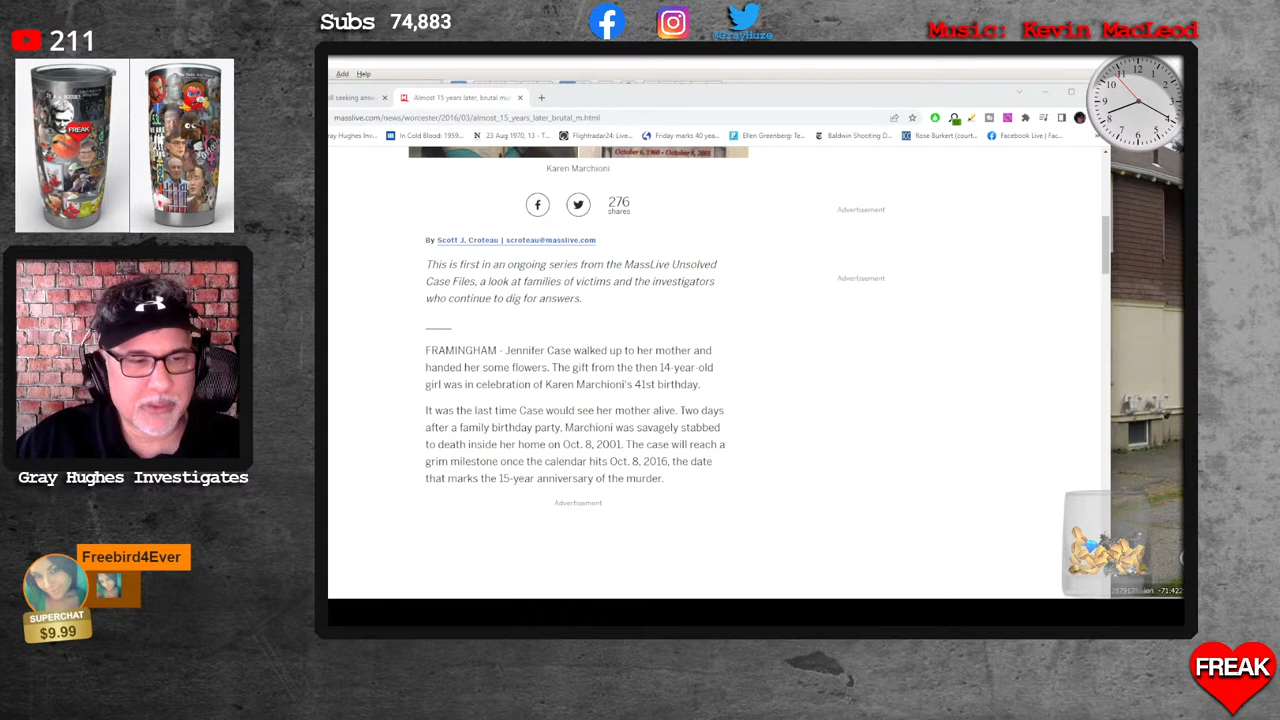 Subs 74,883
211
@GrayHuze
Music: Kevin MacLeod
FREAK
Gray Hughes Investigates
Freebird4Ever
SUPERCHAT
$9.99
Add Help
Almost 15 years later, brutal mu
masslive.com/news/worcester/2016/03/almost_15_years_later_brutal_m.html
In Cold Blood: 1959...
23 Aug 1970, 13 - T...
Flightradar24: Live...
Friday marks 40 yea...
Ellen Greenberg: Te...
Baldwin Shooting D...
Rose Burkert (court...
Facebook Live | Fac...
October 6, 1960 - October 8, 2001
Karen Marchioni
276
shares
Advertisement
Advertisement
By Scott J. Croteau | scroteau@masslive.com
This is first in an ongoing series from the MassLive Unsolved
Case Files, a look at families of victims and the investigators
who continue to dig for answers.
FRAMINGHAM - Jennifer Case walked up to her mother and
handed her some flowers. The gift from the then 14-year-old
girl was in celebration of Karen Marchioni's 41st birthday.
It was the last time Case would see her mother alive. Two days
after a family birthday party, Marchioni was savagely stabbed
to death inside her home on Oct. 8, 2001. The case will reach a
grim milestone once the calendar hits Oct. 8, 2016, the date
that marks the 15-year anniversary of the murder.
Advertisement
FREAK